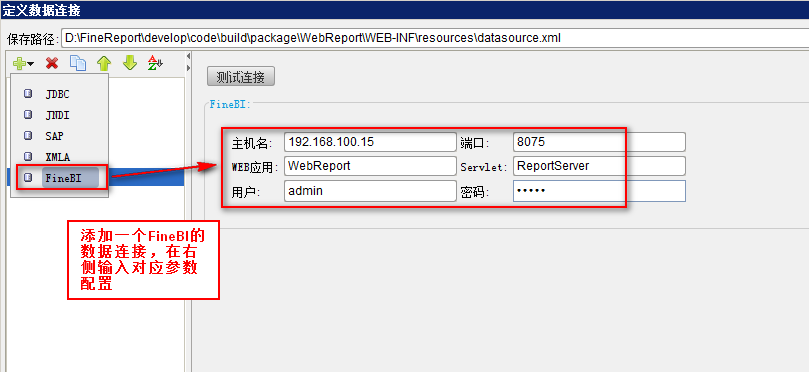 定义数据连接
保存路径: D:\FineReport\develop\code\build\package\WebReport\WEB-INF\resources\datasource.xml
JDBC
JNDI
SAP
XMLA
FineBI
测试连接
FineBI:
主机名: 192.168.100.15 端口: 8075
WEB应用: WebReport Servlet: ReportServer
用户: admin 密码: •••••
添加一个FineBI的
数据连接，在右
侧输入对应参数
配置